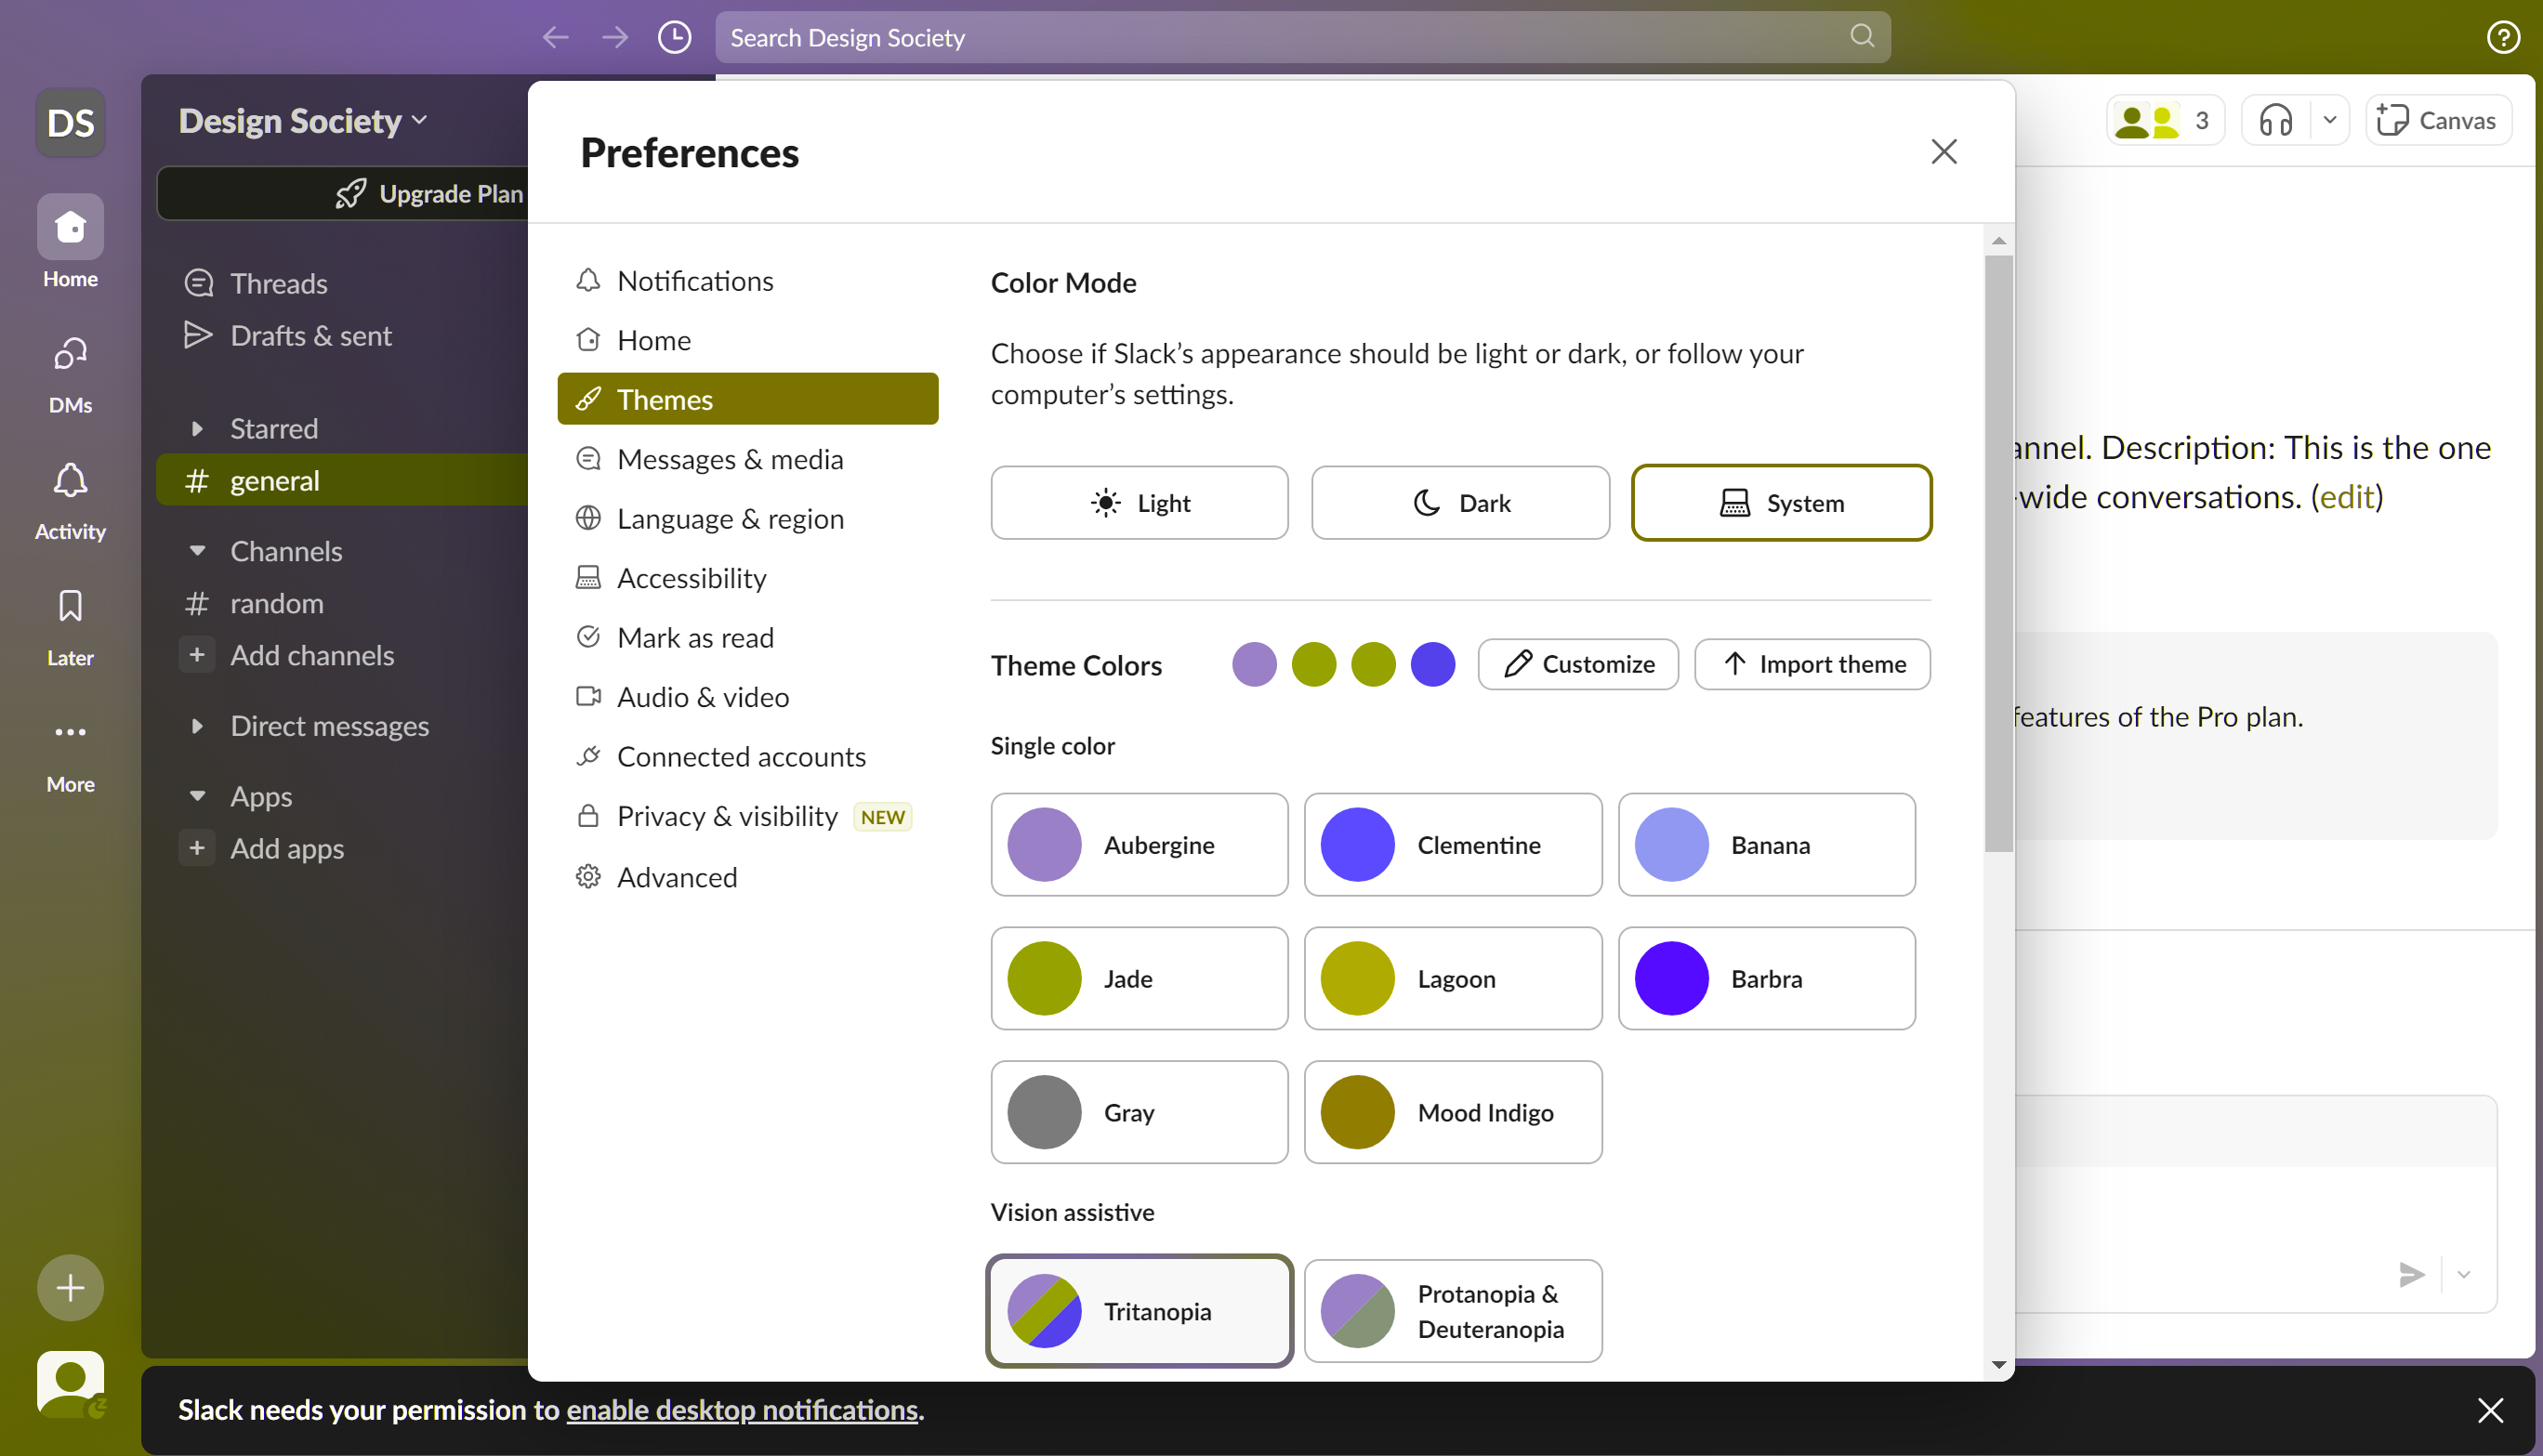 Search Design Society
DS
Home
DMs
Activity
Later
More
Design Society
Upgrade Plan
Threads
Drafts & sent
Starred
general
Channels
random
Add channels
Direct messages
Apps
Add apps
Preferences
Notifications
Home
Themes
Messages & media
Language & region
Accessibility
Mark as read
Audio & video
Connected accounts
Privacy & visibility NEW
Advanced
Color Mode
Choose if Slack’s appearance should be light or dark, or follow your
computer’s settings.
Light
Dark
System
Theme Colors
Customize
Import theme
Single color
Aubergine
Clementine
Banana
Jade
Lagoon
Barbra
Gray
Mood Indigo
Vision assistive
Tritanopia
Protanopia &
Deuteranopia
3
Canvas
annel. Description: This is the one
-wide conversations. (edit)
features of the Pro plan.
Slack needs your permission to enable desktop notifications.